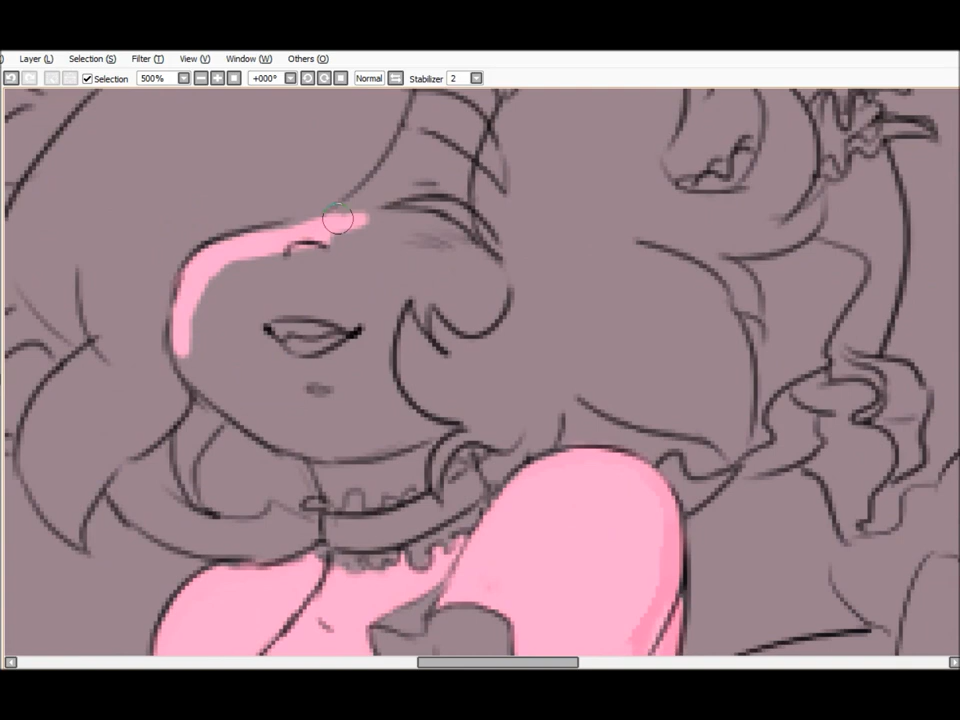 ) Layer (L) Selection (S) Filter (T) View (V) Window (W) Others (O)
Selection 500% +000° Normal Stabilizer 2